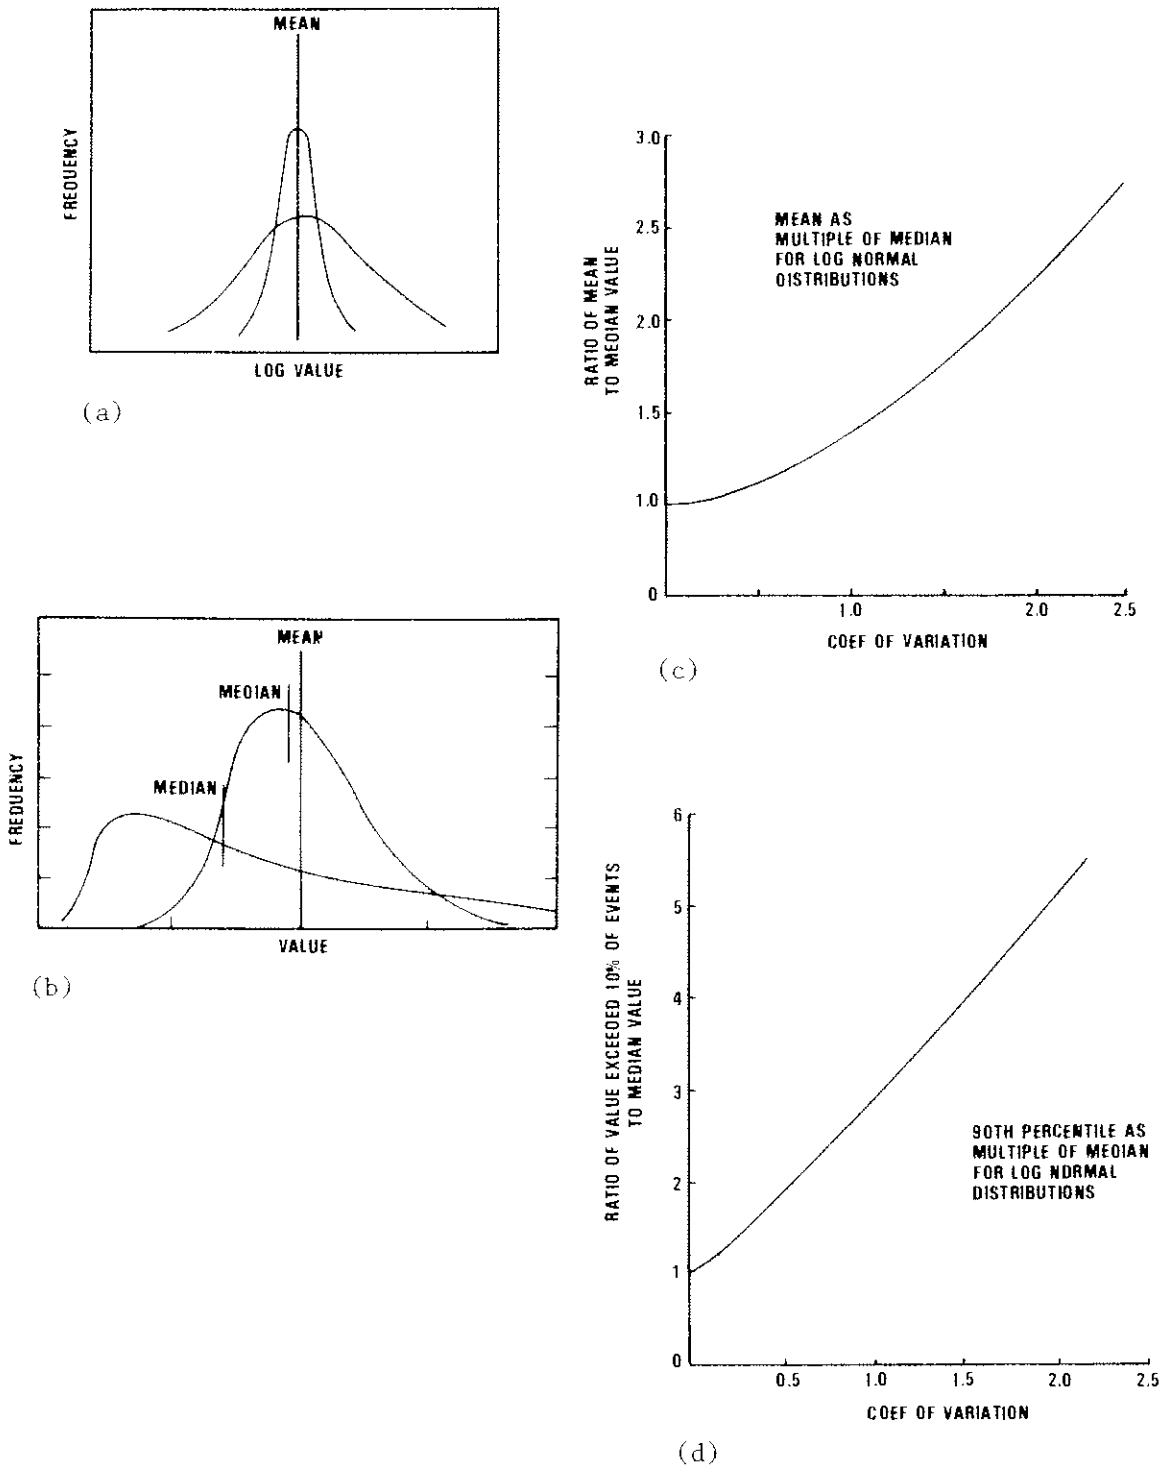 MEAN
FREQUENCY
LOG VALUE
(a)
MEAN
MEDIAN
MEDIAN
FREQUENCY
VALUE
(b)
3.0
2.5
2.0
1.5
1.0
0
RATIO OF MEAN
TO MEDIAN VALUE
MEAN AS
MULTIPLE OF MEDIAN
FOR LOG NORMAL
DISTRIBUTIONS
1.0
2.0
2.5
COEF OF VARIATION
(c)
6
5
4
3
2
1
0
RATIO OF VALUE EXCEEDED 10% OF EVENTS
TO MEDIAN VALUE
90TH PERCENTILE AS
MULTIPLE OF MEDIAN
FOR LOG NORMAL
DISTRIBUTIONS
0.5
1.0
1.5
2.0
2.5
COEF OF VARIATION
(d)